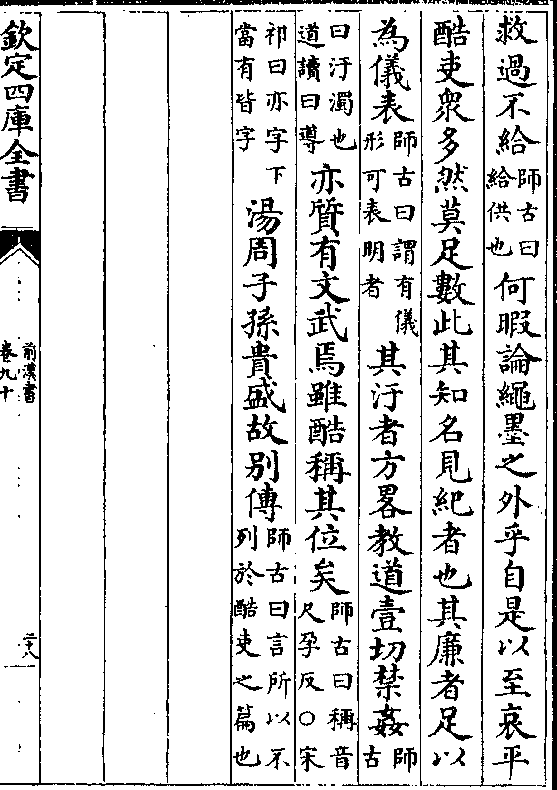 救過不給師古曰給供也何暇論繩墨之外乎自是以至哀平
酷吏衆多然莫足數此其知名見紀者也其廉者足以
為儀表師古曰謂有儀形可表明者其汙者方畧教道壹切禁姦師古
曰汙濁也道讀曰導亦質有文武焉雖酷稱其位矣師古曰稱音尺孕反○宋
祁曰亦字下當有皆字湯周子孫貴盛故别傳師古曰言所以不列於酷吏之篇也
欽定四庫全書
前漢書
卷九十
二八